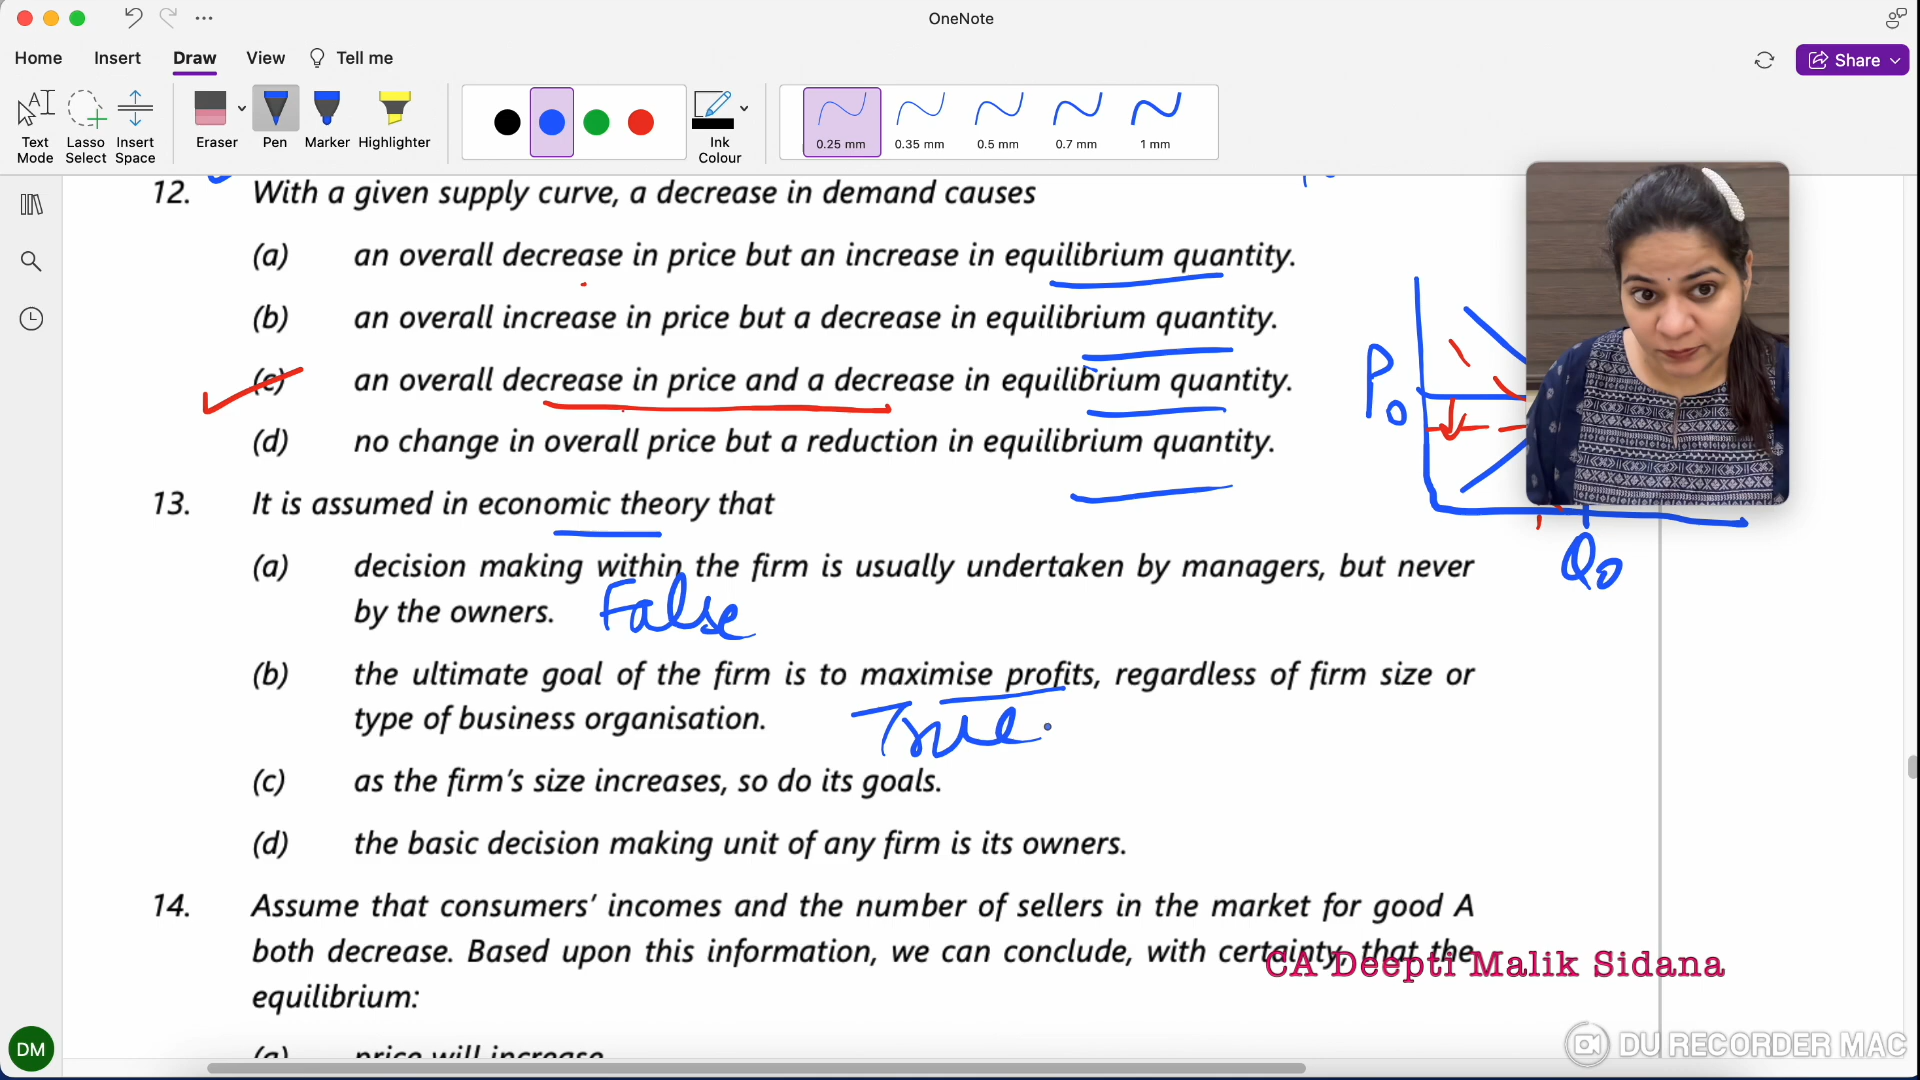 OneNote
Home Insert Draw View Tell me
Share
Text Mode
Lasso Select
Insert Space
Eraser
Pen
Marker
Highlighter
Ink Colour
0.25 mm 0.35 mm 0.5 mm 0.7 mm 1 mm
12. With a given supply curve, a decrease in demand causes
(a) an overall decrease in price but an increase in equilibrium quantity.
(b) an overall increase in price but a decrease in equilibrium quantity.
(c) an overall decrease in price and a decrease in equilibrium quantity.
(d) no change in overall price but a reduction in equilibrium quantity.
P0
Q0
13. It is assumed in economic theory that
(a) decision making within the firm is usually undertaken by managers, but never
by the owners. False
(b) the ultimate goal of the firm is to maximise profits, regardless of firm size or
type of business organisation. True
(c) as the firm's size increases, so do its goals.
(d) the basic decision making unit of any firm is its owners.
14. Assume that consumers' incomes and the number of sellers in the market for good A
both decrease. Based upon this information, we can conclude, with certainty, that the
equilibrium:
CA Deepti Malik Sidana
(a) price will increase
DM
DU RECORDER MAC